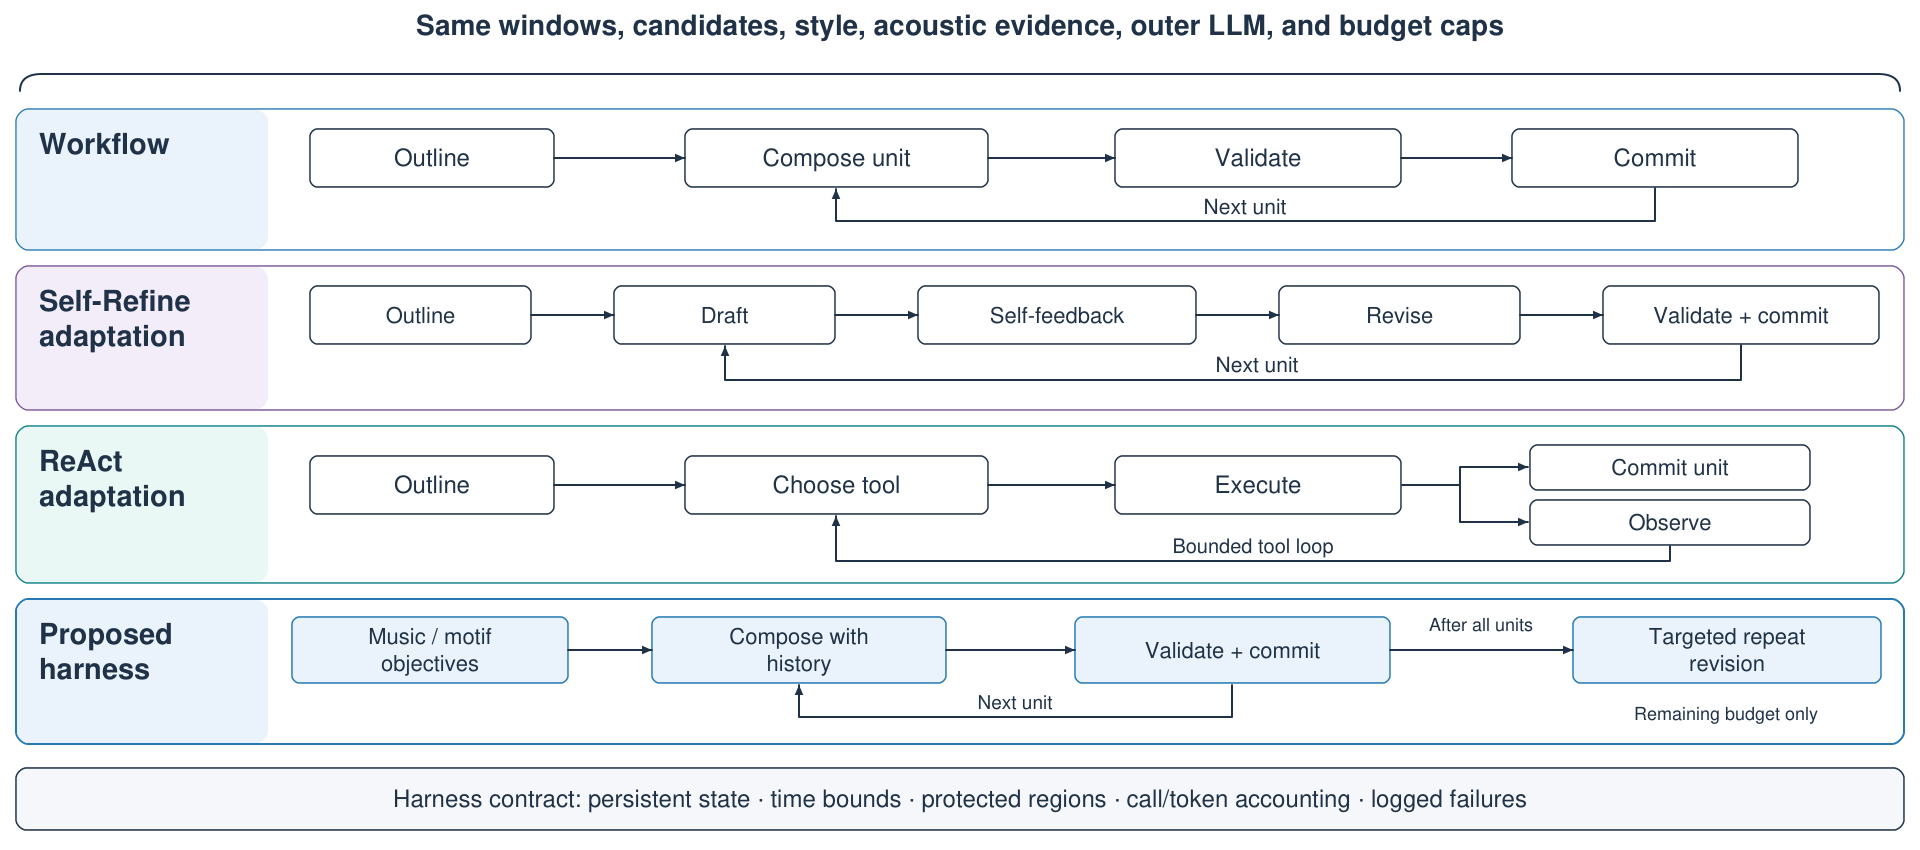 Same windows, candidates, style, acoustic evidence, outer LLM, and budget caps
Workflow
Outline
Compose unit
Validate
Commit
Next unit
Self-Refine
adaptation
Outline
Draft
Self-feedback
Revise
Validate + commit
Next unit
ReAct
adaptation
Outline
Choose tool
Execute
Commit unit
Observe
Bounded tool loop
Proposed
harness
Music / motif
objectives
Compose with
history
Validate + commit
After all units
Targeted repeat
revision
Next unit
Remaining budget only
Harness contract: persistent state · time bounds · protected regions · call/token accounting · logged failures